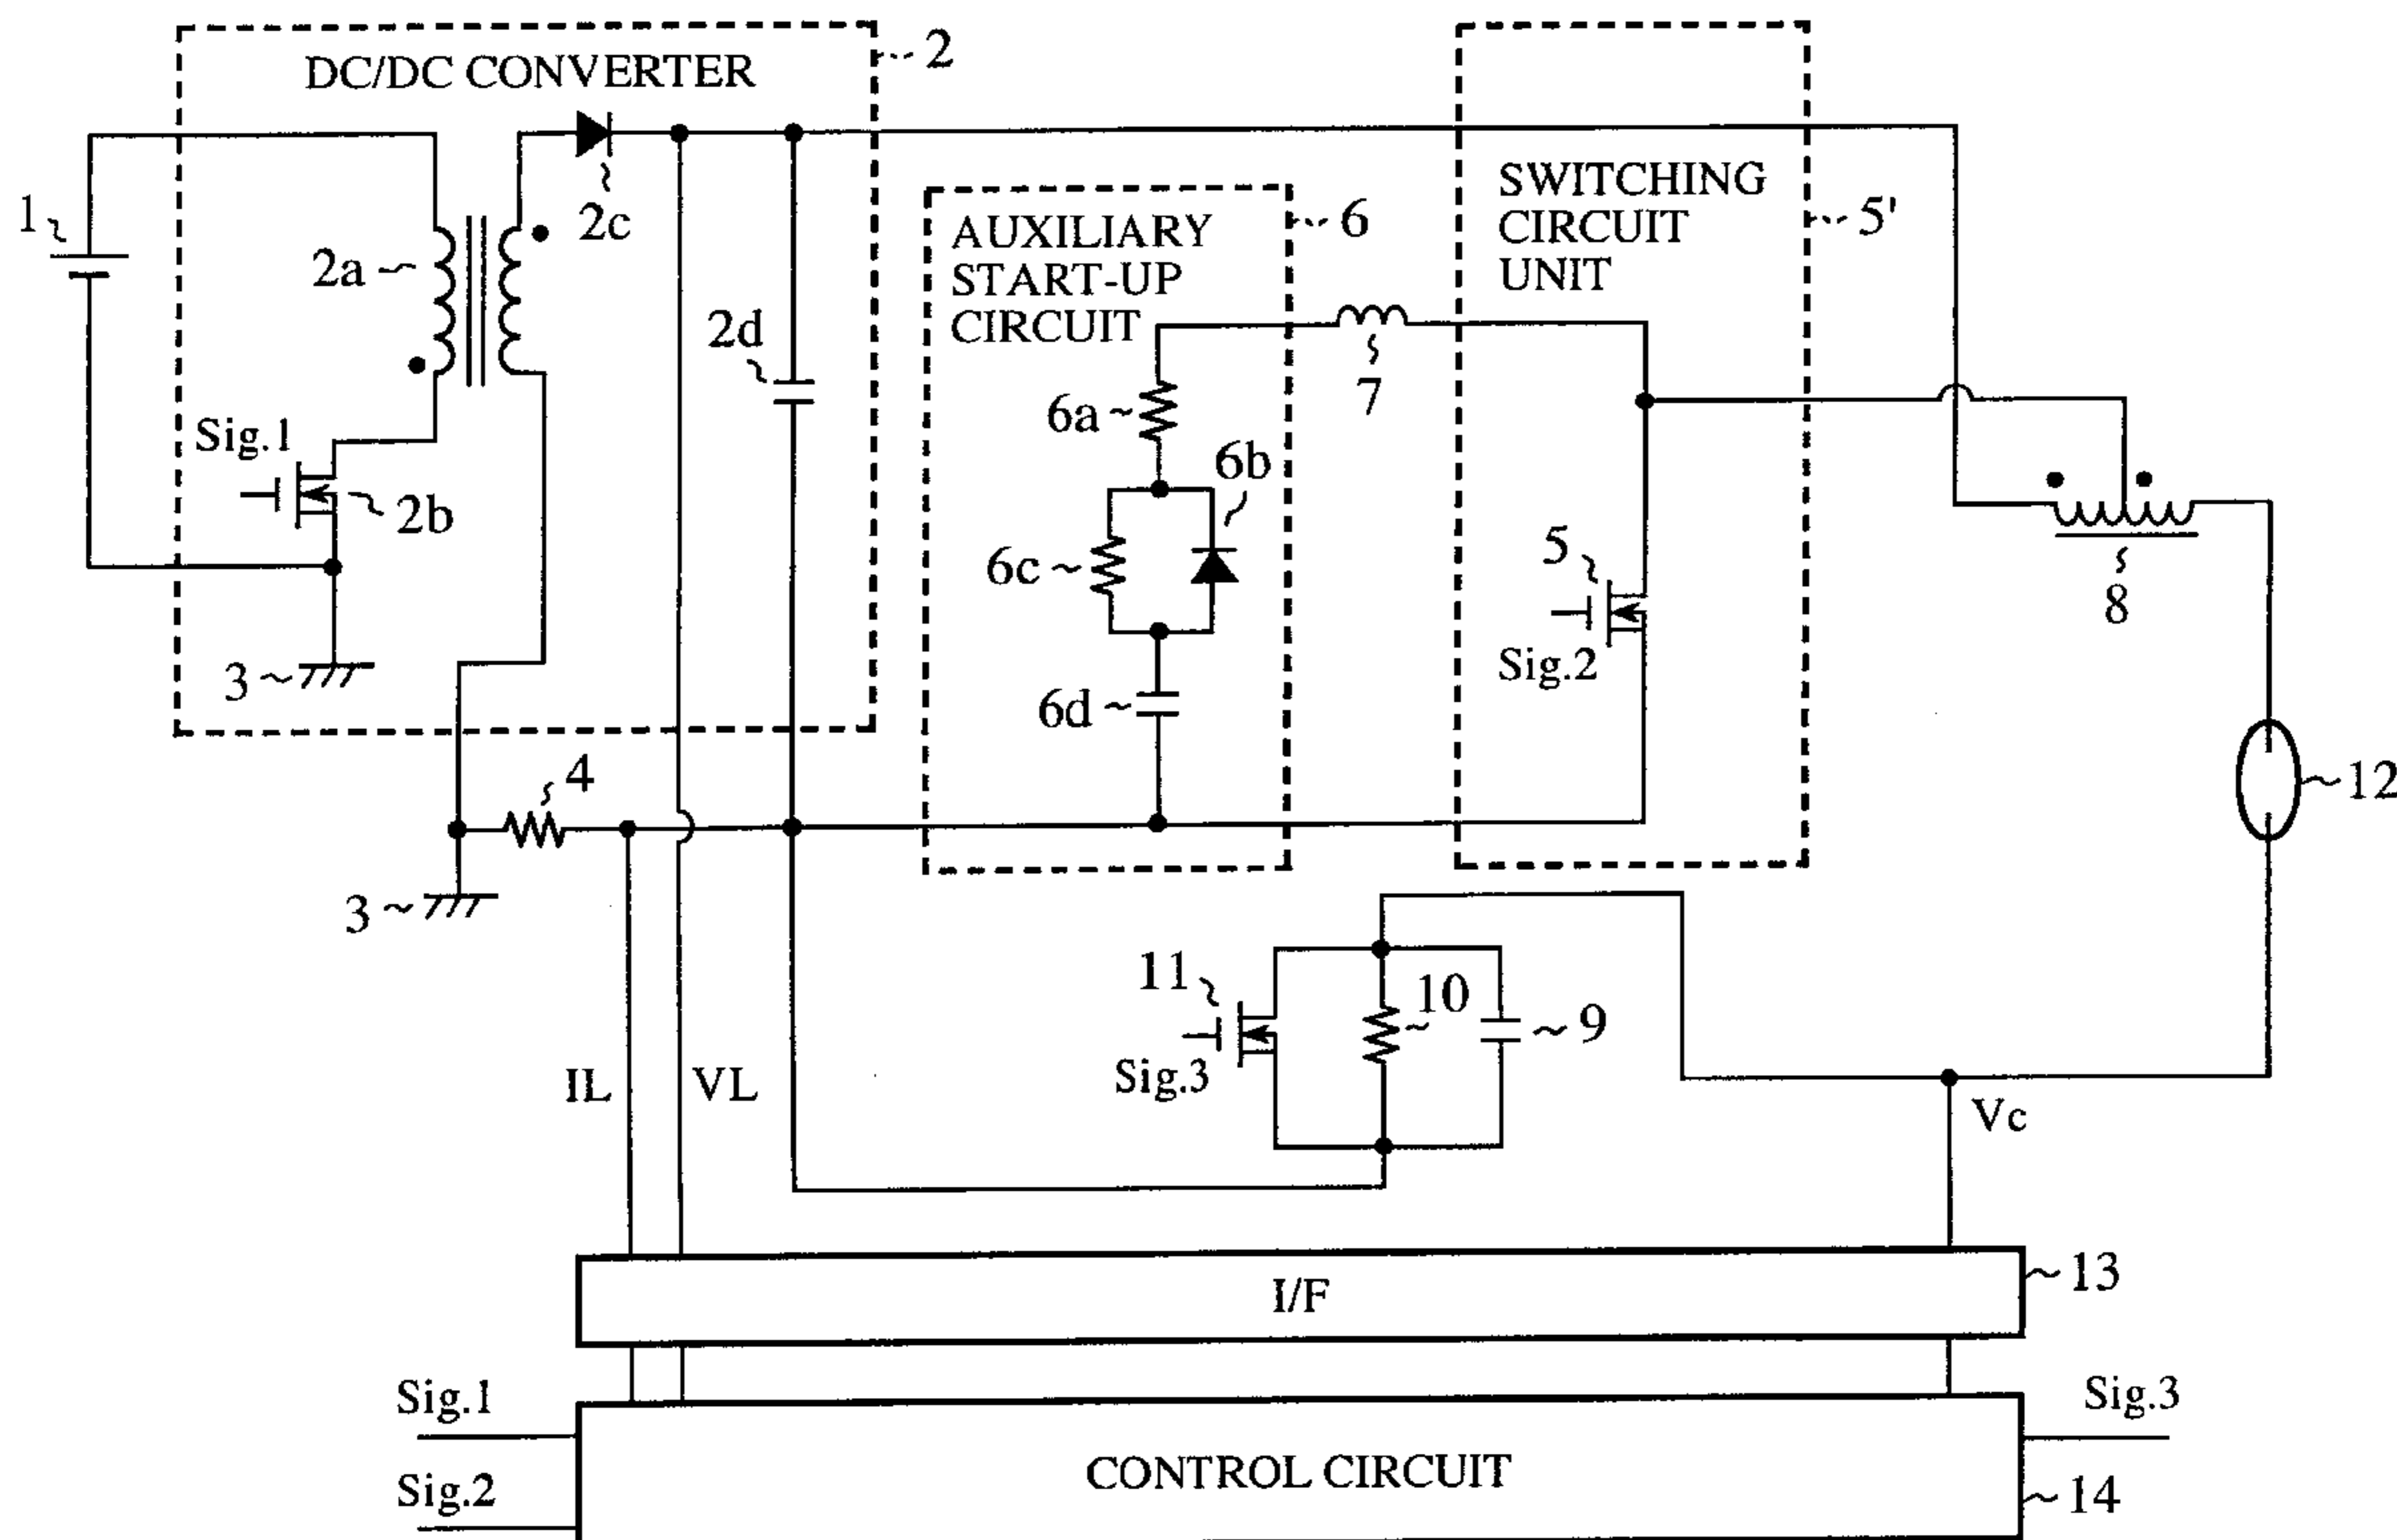 DC/DC CONVERTER
2
1
2a
2c
2d
Sig.1
2b
3
AUXILIARY
START-UP
CIRCUIT
6
6a
6b
6c
6d
7
SWITCHING
CIRCUIT
UNIT
5'
5
Sig.2
8
12
4
3
11
10
9
Sig.3
IL
VL
Vc
I/F
13
Sig.1
Sig.2
CONTROL CIRCUIT
Sig.3
14